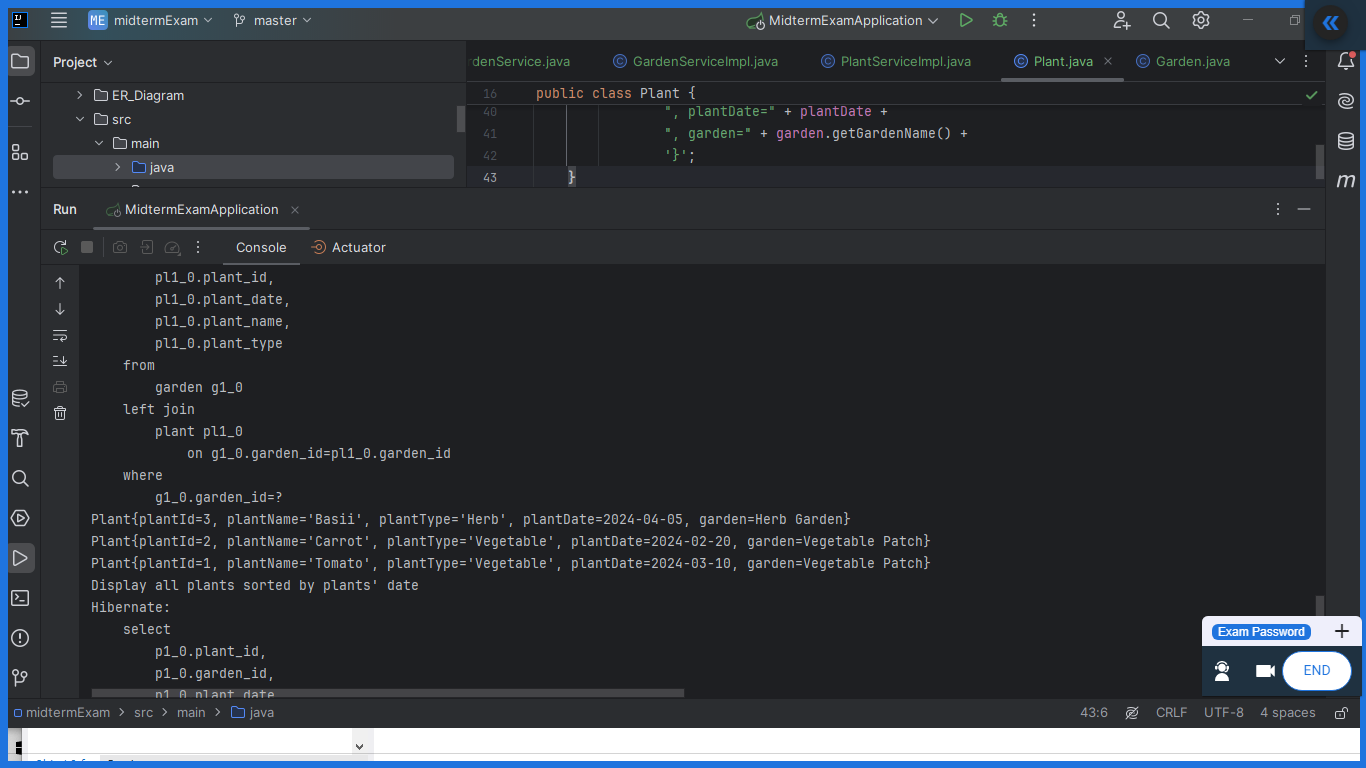 ME midtermExam master MidtermExamApplication
Project denService.java GardenServiceImpl.java PlantServiceImpl.java Plant.java Garden.java
ER_Diagram
src
main
java
16 public class Plant {
40 ", plantDate=" + plantDate +
41 ", garden=" + garden.getGardenName() +
42 '}';
43 }
m
Run MidtermExamApplication
Console Actuator
pl1_0.plant_id,
pl1_0.plant_date,
pl1_0.plant_name,
pl1_0.plant_type
from
garden g1_0
left join
plant pl1_0
on g1_0.garden_id=pl1_0.garden_id
where
g1_0.garden_id=?
Plant{plantId=3, plantName='Basii', plantType='Herb', plantDate=2024-04-05, garden=Herb Garden}
Plant{plantId=2, plantName='Carrot', plantType='Vegetable', plantDate=2024-02-20, garden=Vegetable Patch}
Plant{plantId=1, plantName='Tomato', plantType='Vegetable', plantDate=2024-03-10, garden=Vegetable Patch}
Display all plants sorted by plants' date
Hibernate:
select
p1_0.plant_id,
p1_0.garden_id,
p1_0.plant_date
Exam Password
END
midtermExam > src > main > java 43:6 CRLF UTF-8 4 spaces